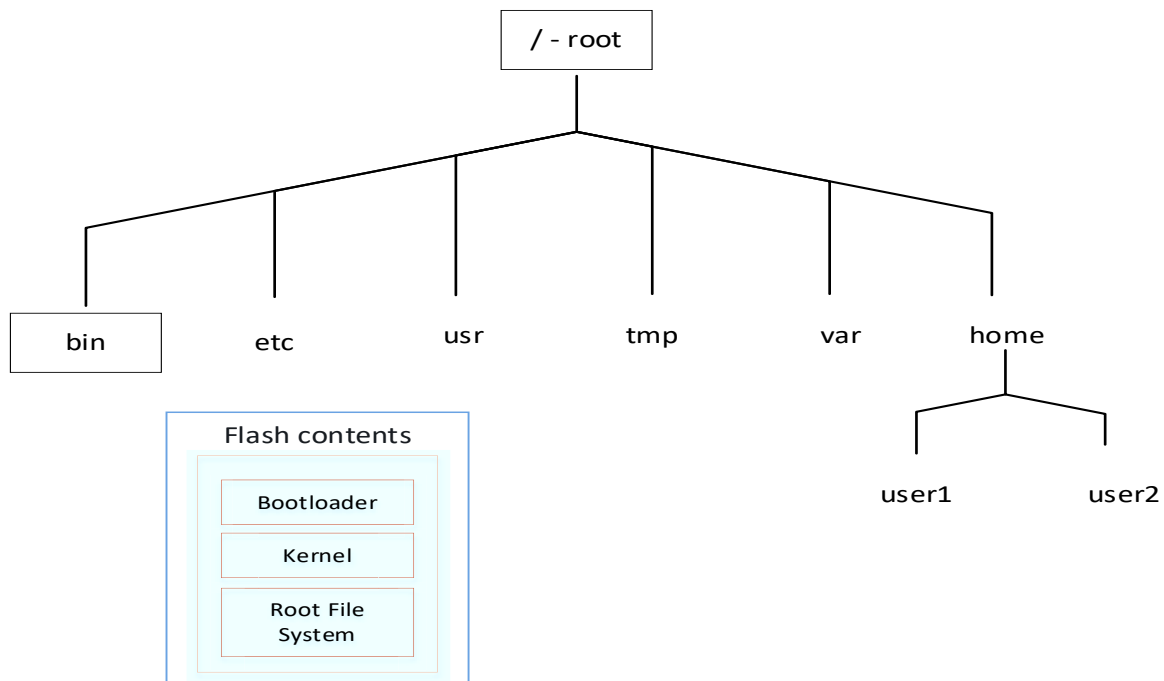 / - root
bin
etc
usr
tmp
var
home
user1
user2
Flash contents
Bootloader
Kernel
Root File
System